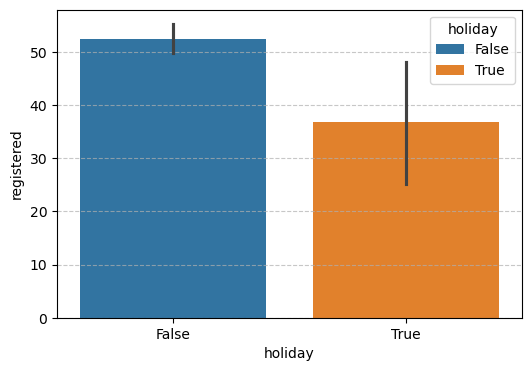 holiday
False
True
50
40
30
20
10
0
registered
False True
holiday